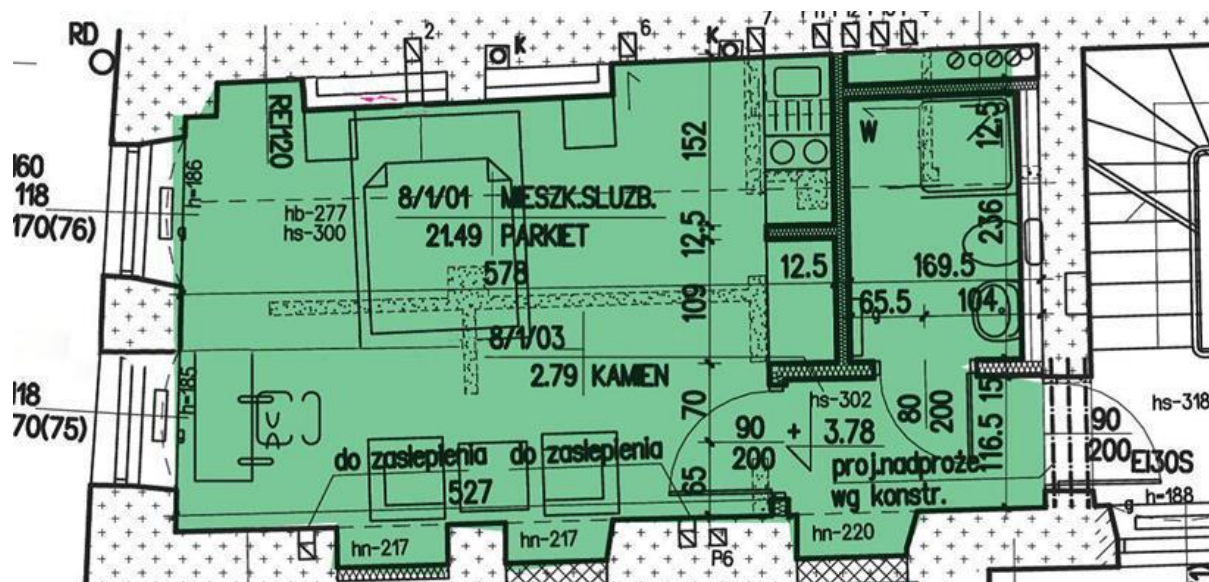 RD
2
K
6
7
K
RE120
W
12.5
152
160
118
170(76)
h-186
hb-277
hs-300
8/1/01 MIESZK.SLUZB.
21.49 PARKIET
578
12.5
236
12.5
169.5
109
65.5
104
8/1/03
2.79 KAMIEN
118
70(75)
h-185
hs-302
hs-318
70
80
200
15
116.5
90
200
+
3.78
90
200
EI30S
do zaslepienia
do zaslepienia
527
65
proj.nadproże.
wg konstr.
g
h-188
hn-217
hn-217
P6
hn-220